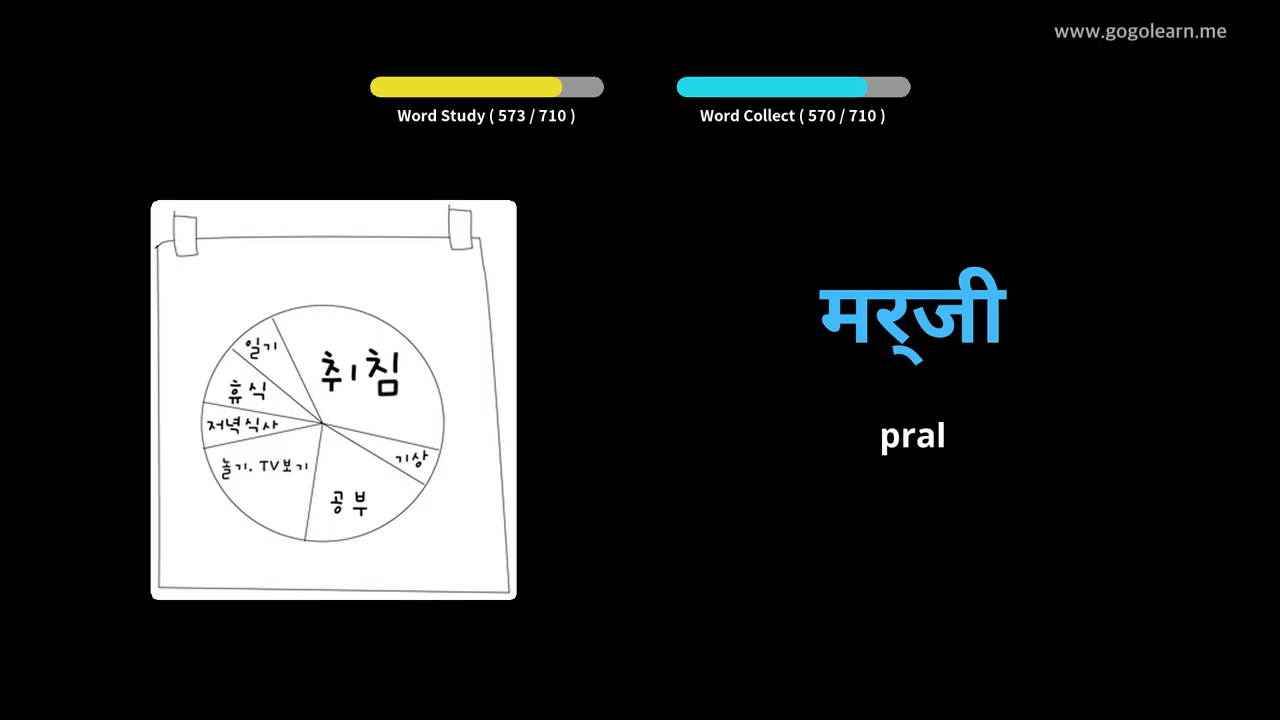 www.gogolearn.me
Word Study ( 573 / 710 )
Word Collect ( 570 / 710 )
일기
취침
휴식
저녁식사
놀기. TV보기
기상
공부
मर्‌जी
pral